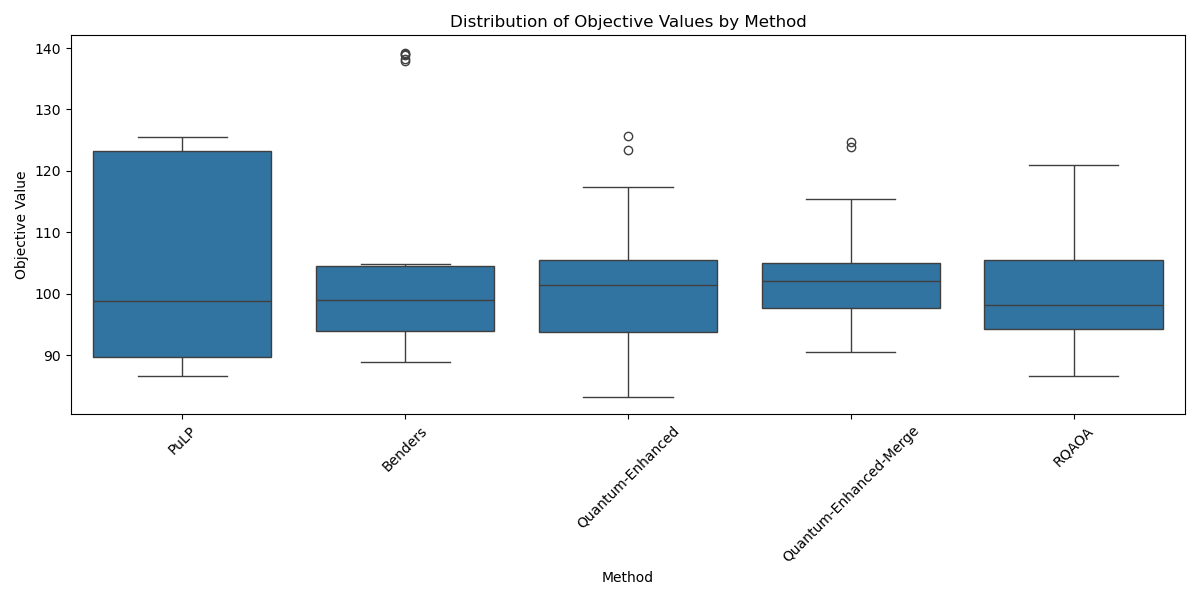 Distribution of Objective Values by Method
Objective Value
140
130
120
110
100
90
PuLP
Benders
Quantum-Enhanced
Quantum-Enhanced-Merge
RQAOA
Method